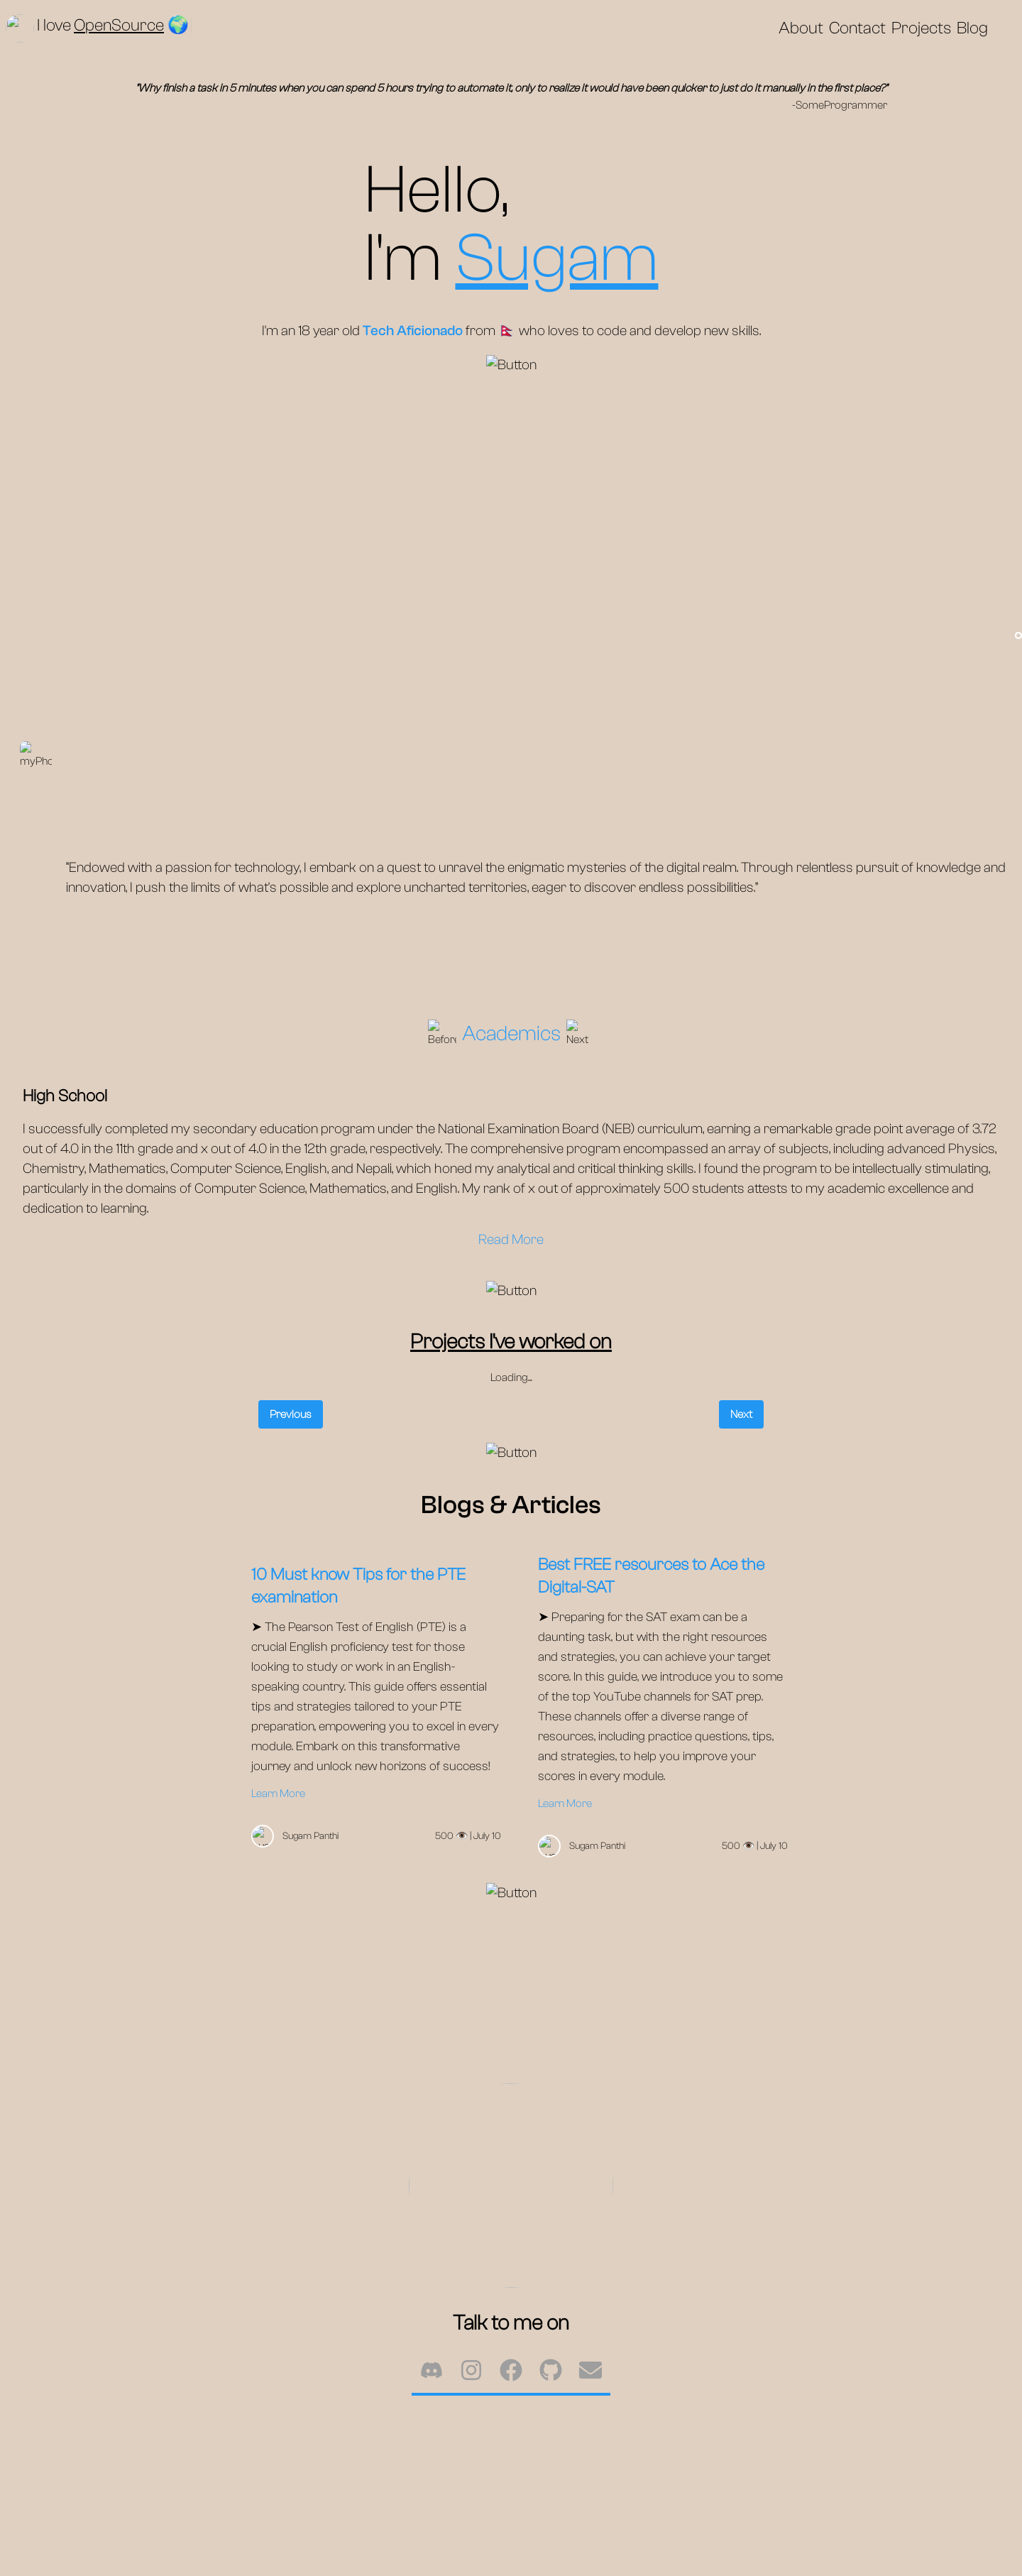 I love OpenSource 🌍
About Contact Projects Blog
"Why finish a task in 5 minutes when you can spend 5 hours trying to automate it, only to realize it would have been quicker to just do it manually in the first place?"
-SomeProgrammer
Hello,
I'm Sugam
I'm an 18 year old Tech Aficionado from 🇳🇵 who loves to code and develop new skills.
Button
myPho
"Endowed with a passion for technology, I embark on a quest to unravel the enigmatic mysteries of the digital realm. Through relentless pursuit of knowledge and
innovation, I push the limits of what's possible and explore uncharted territories, eager to discover endless possibilities."
Before Academics Next
High School
I successfully completed my secondary education program under the National Examination Board (NEB) curriculum, earning a remarkable grade point average of 3.72
out of 4.0 in the 11th grade and x out of 4.0 in the 12th grade, respectively. The comprehensive program encompassed an array of subjects, including advanced Physics,
Chemistry, Mathematics, Computer Science, English, and Nepali, which honed my analytical and critical thinking skills. I found the program to be intellectually stimulating,
particularly in the domains of Computer Science, Mathematics, and English. My rank of x out of approximately 500 students attests to my academic excellence and
dedication to learning.
Read More
Button
Projects I've worked on
Loading...
Previous
Next
Button
Blogs & Articles
10 Must know Tips for the PTE
examination
➤ The Pearson Test of English (PTE) is a
crucial English proficiency test for those
looking to study or work in an English-
speaking country. This guide offers essential
tips and strategies tailored to your PTE
preparation, empowering you to excel in every
module. Embark on this transformative
journey and unlock new horizons of success!
Learn More
Sugam Panthi
500 👁 | July 10
Best FREE resources to Ace the
Digital-SAT
➤ Preparing for the SAT exam can be a
daunting task, but with the right resources
and strategies, you can achieve your target
score. In this guide, we introduce you to some
of the top YouTube channels for SAT prep.
These channels offer a diverse range of
resources, including practice questions, tips,
and strategies, to help you improve your
scores in every module.
Learn More
Sugam Panthi
500 👁 | July 10
Button
Talk to me on